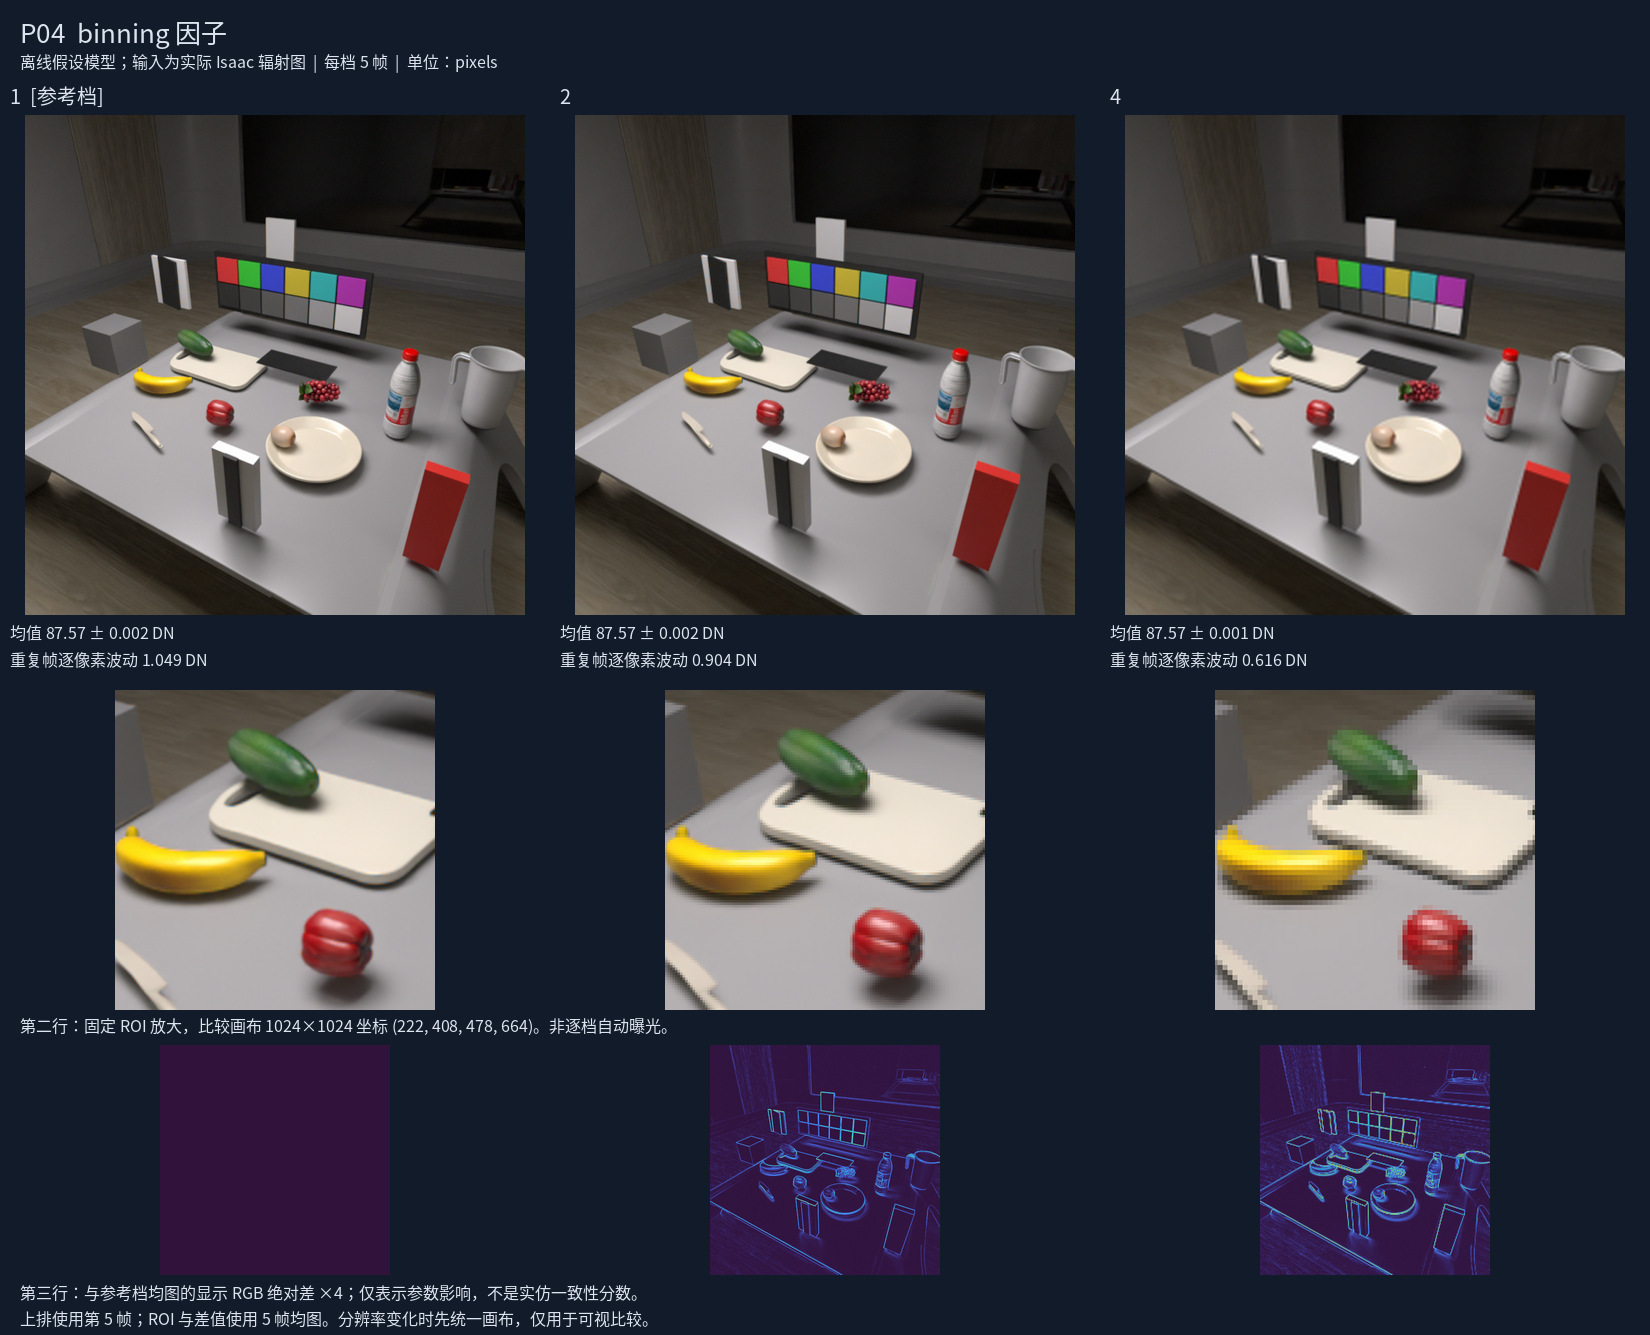 P04 binning 因子
离线假设模型；输入为实际 Isaac 辐射图 | 每档 5 帧 | 单位：pixels
1 [参考档]
2
4
均值 87.57 ± 0.002 DN
重复帧逐像素波动 1.049 DN
均值 87.57 ± 0.002 DN
重复帧逐像素波动 0.904 DN
均值 87.57 ± 0.001 DN
重复帧逐像素波动 0.616 DN
第二行：固定 ROI 放大，比较画布 1024×1024 坐标 (222, 408, 478, 664)。非逐档自动曝光。
第三行：与参考档均图的显示 RGB 绝对差 ×4；仅表示参数影响，不是实仿一致性分数。
上排使用第 5 帧；ROI 与差值使用 5 帧均图。分辨率变化时先统一画布，仅用于可视比较。